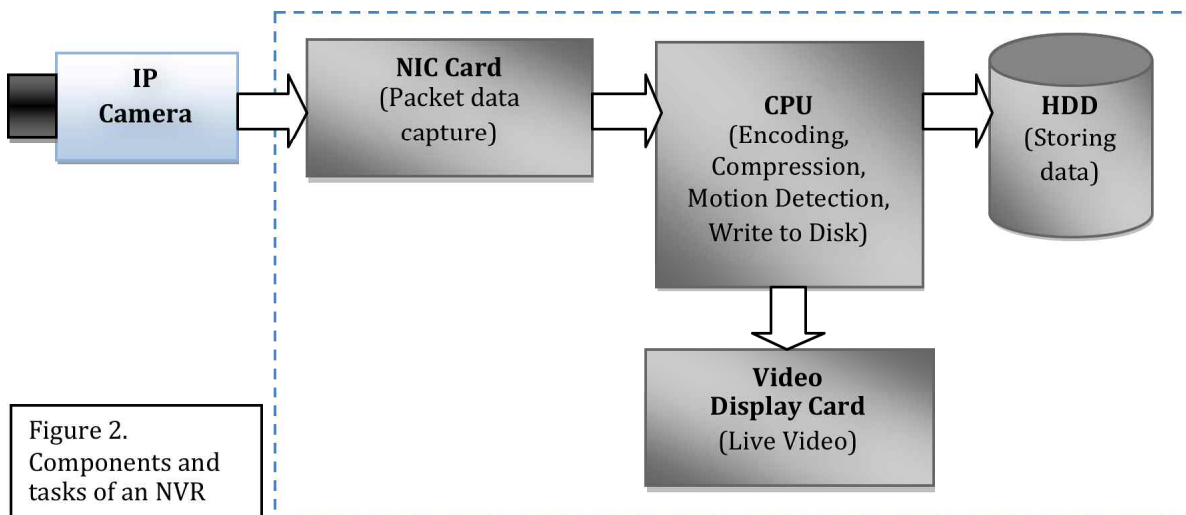 IP
Camera
NIC Card
(Packet data
capture)
CPU
(Encoding,
Compression,
Motion Detection,
Write to Disk)
HDD
(Storing
data)
Video
Display Card
(Live Video)
Figure 2.
Components and
tasks of an NVR